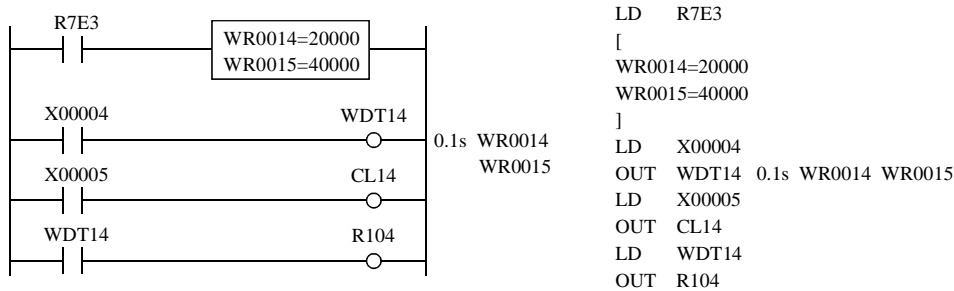 R7E3
WR0014=20000
WR0015=40000
X00004 WDT14
0.1s WR0014
WR0015
X00005 CL14
WDT14 R104
LD R7E3
[
WR0014=20000
WR0015=40000
]
LD X00004
OUT WDT14 0.1s WR0014 WR0015
LD X00005
OUT CL14
LD WDT14
OUT R104